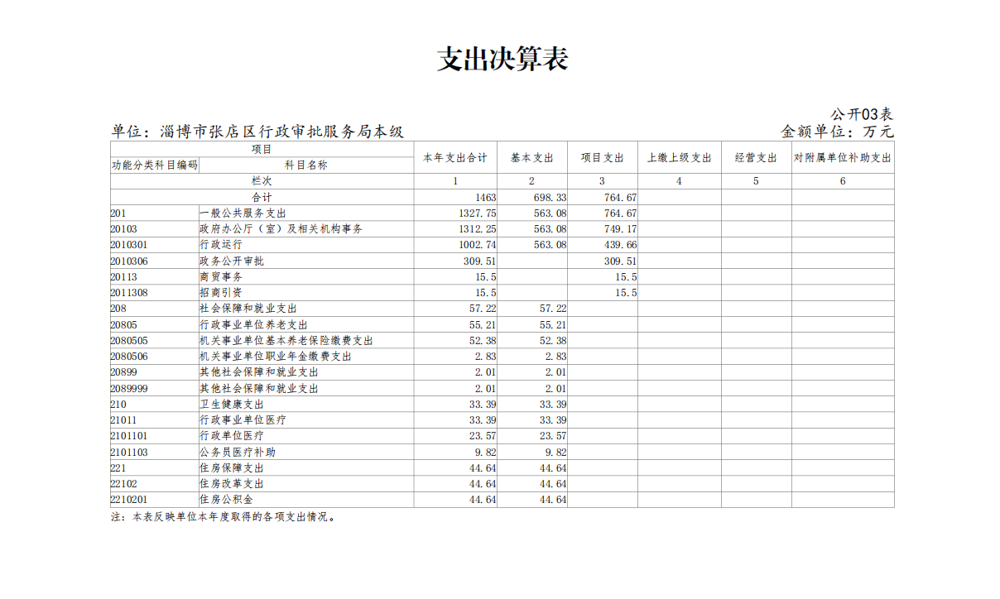 支出决算表
公开03表
单位：淄博市张店区行政审批服务局本级 金额单位：万元
项目 本年支出合计 基本支出 项目支出 上缴上级支出 经营支出 对附属单位补助支出
功能分类科目编码 科目名称
栏次 1 2 3 4 5 6
合计 1463 698.33 764.67
201 一般公共服务支出 1327.75 563.08 764.67
20103 政府办公厅（室）及相关机构事务 1312.25 563.08 749.17
2010301 行政运行 1002.74 563.08 439.66
2010306 政务公开审批 309.51 309.51
20113 商贸事务 15.5 15.5
2011308 招商引资 15.5 15.5
208 社会保障和就业支出 57.22 57.22
20805 行政事业单位养老支出 55.21 55.21
2080505 机关事业单位基本养老保险缴费支出 52.38 52.38
2080506 机关事业单位职业年金缴费支出 2.83 2.83
20899 其他社会保障和就业支出 2.01 2.01
2089999 其他社会保障和就业支出 2.01 2.01
210 卫生健康支出 33.39 33.39
21011 行政事业单位医疗 33.39 33.39
2101101 行政单位医疗 23.57 23.57
2101103 公务员医疗补助 9.82 9.82
221 住房保障支出 44.64 44.64
22102 住房改革支出 44.64 44.64
2210201 住房公积金 44.64 44.64
注：本表反映单位本年度取得的各项支出情况。